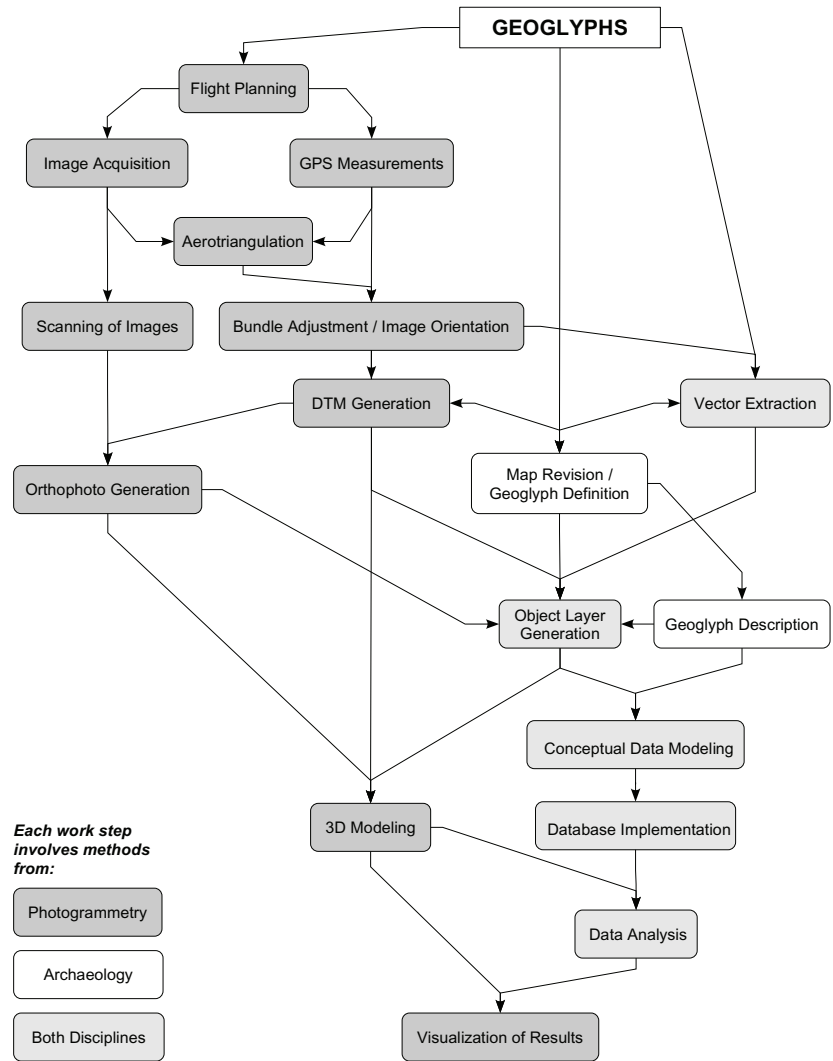 GEOGLYPHS
Flight Planning
Image Acquisition
GPS Measurements
Aerotriangulation
Scanning of Images
Bundle Adjustment / Image Orientation
DTM Generation
Vector Extraction
Map Revision /
Geoglyph Definition
Orthophoto Generation
Object Layer
Generation
Geoglyph Description
Conceptual Data Modeling
3D Modeling
Database Implementation
Each work step
involves methods
from:
Photogrammetry
Archaeology
Both Disciplines
Data Analysis
Visualization of Results